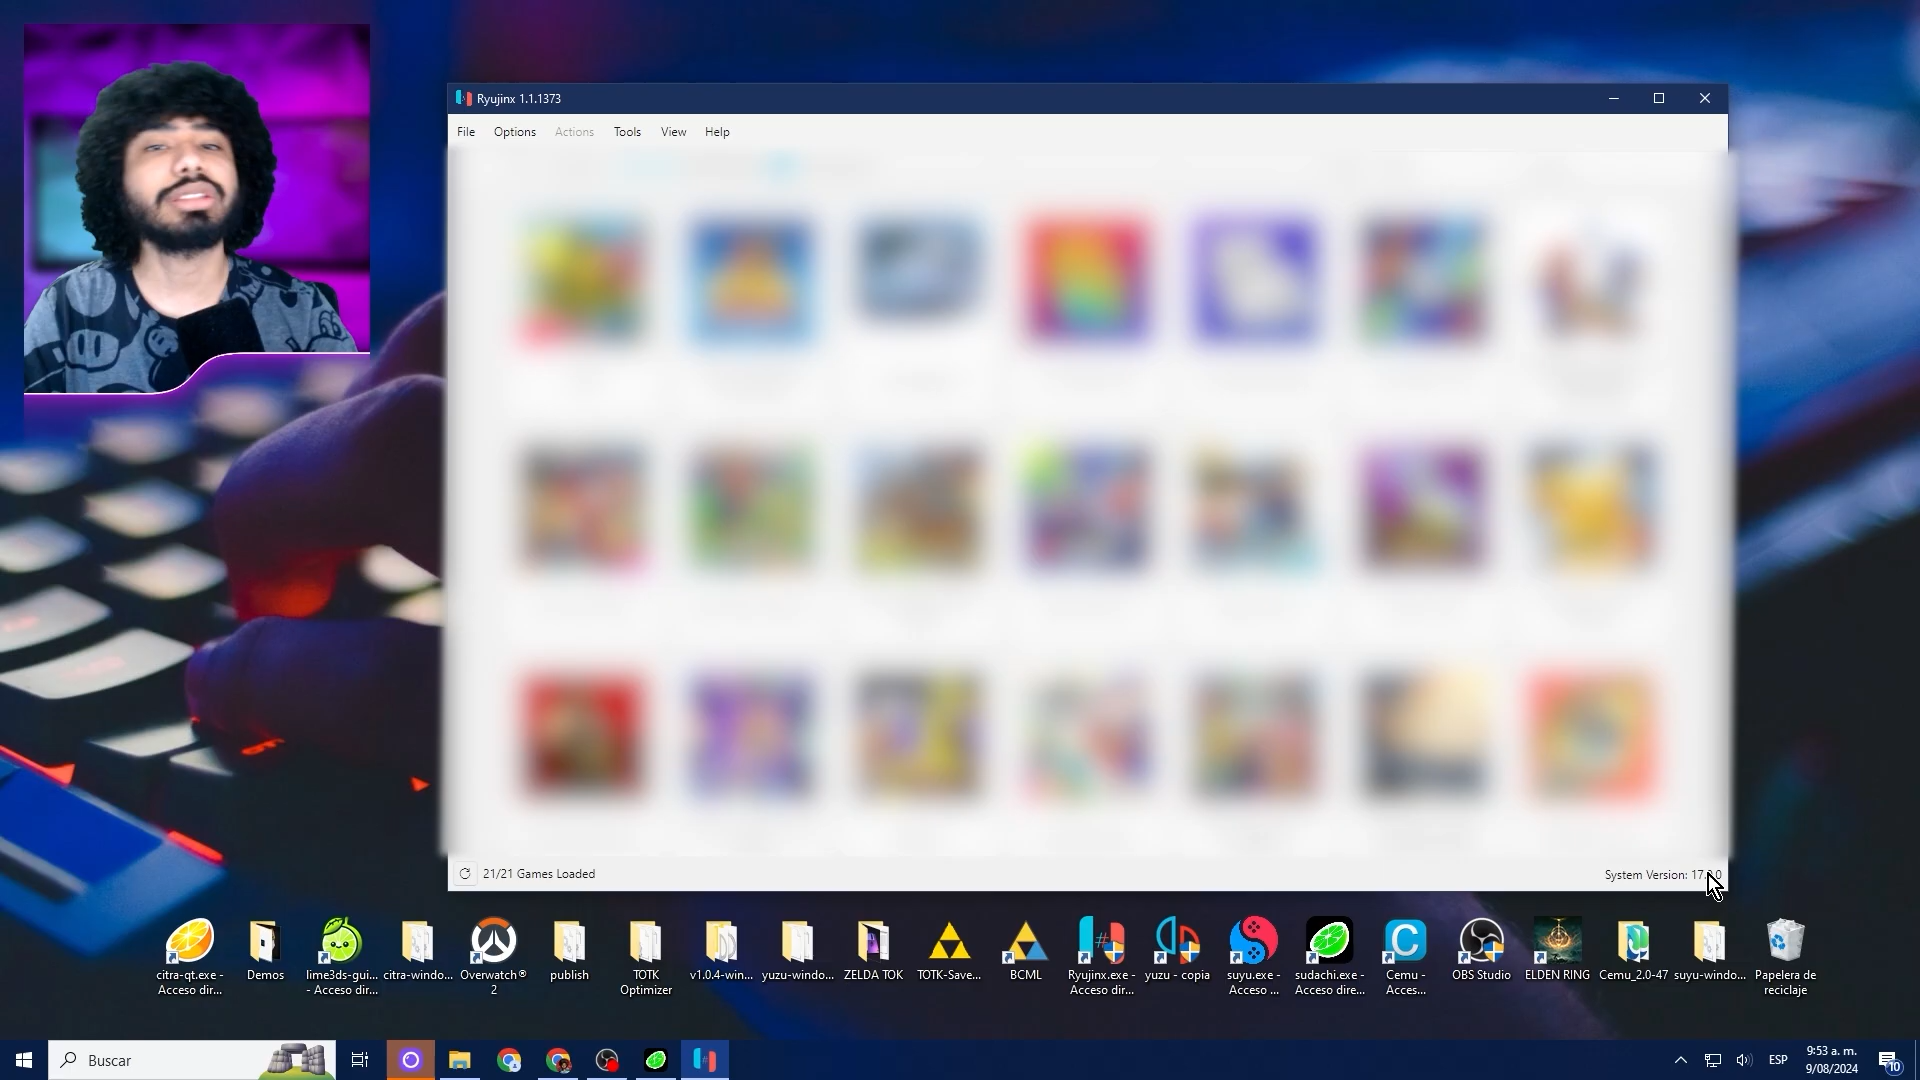 Ryujinx 1.1.1373
File Options Actions Tools View Help
21/21 Games Loaded
System Version: 17.
citra-qt.exe -
Acceso dir...
Demos
lime3ds-gui...
- Acceso dir...
citra-windo...
Overwatch®
2
publish
TOTK
Optimizer
v1.0.4-win...
yuzu-windo...
ZELDA TOK
TOTK-Save...
BCML
Ryujinx.exe -
Acceso dir...
yuzu - copia
suyu.exe -
Acceso ...
sudachi.exe -
Acceso dire...
Cemu -
Acces...
OBS Studio
ELDEN RING
Cemu_2.0-47
suyu-windo...
Papelera de
reciclaje
Buscar
ESP
9:53 a. m.
9/08/2024
10